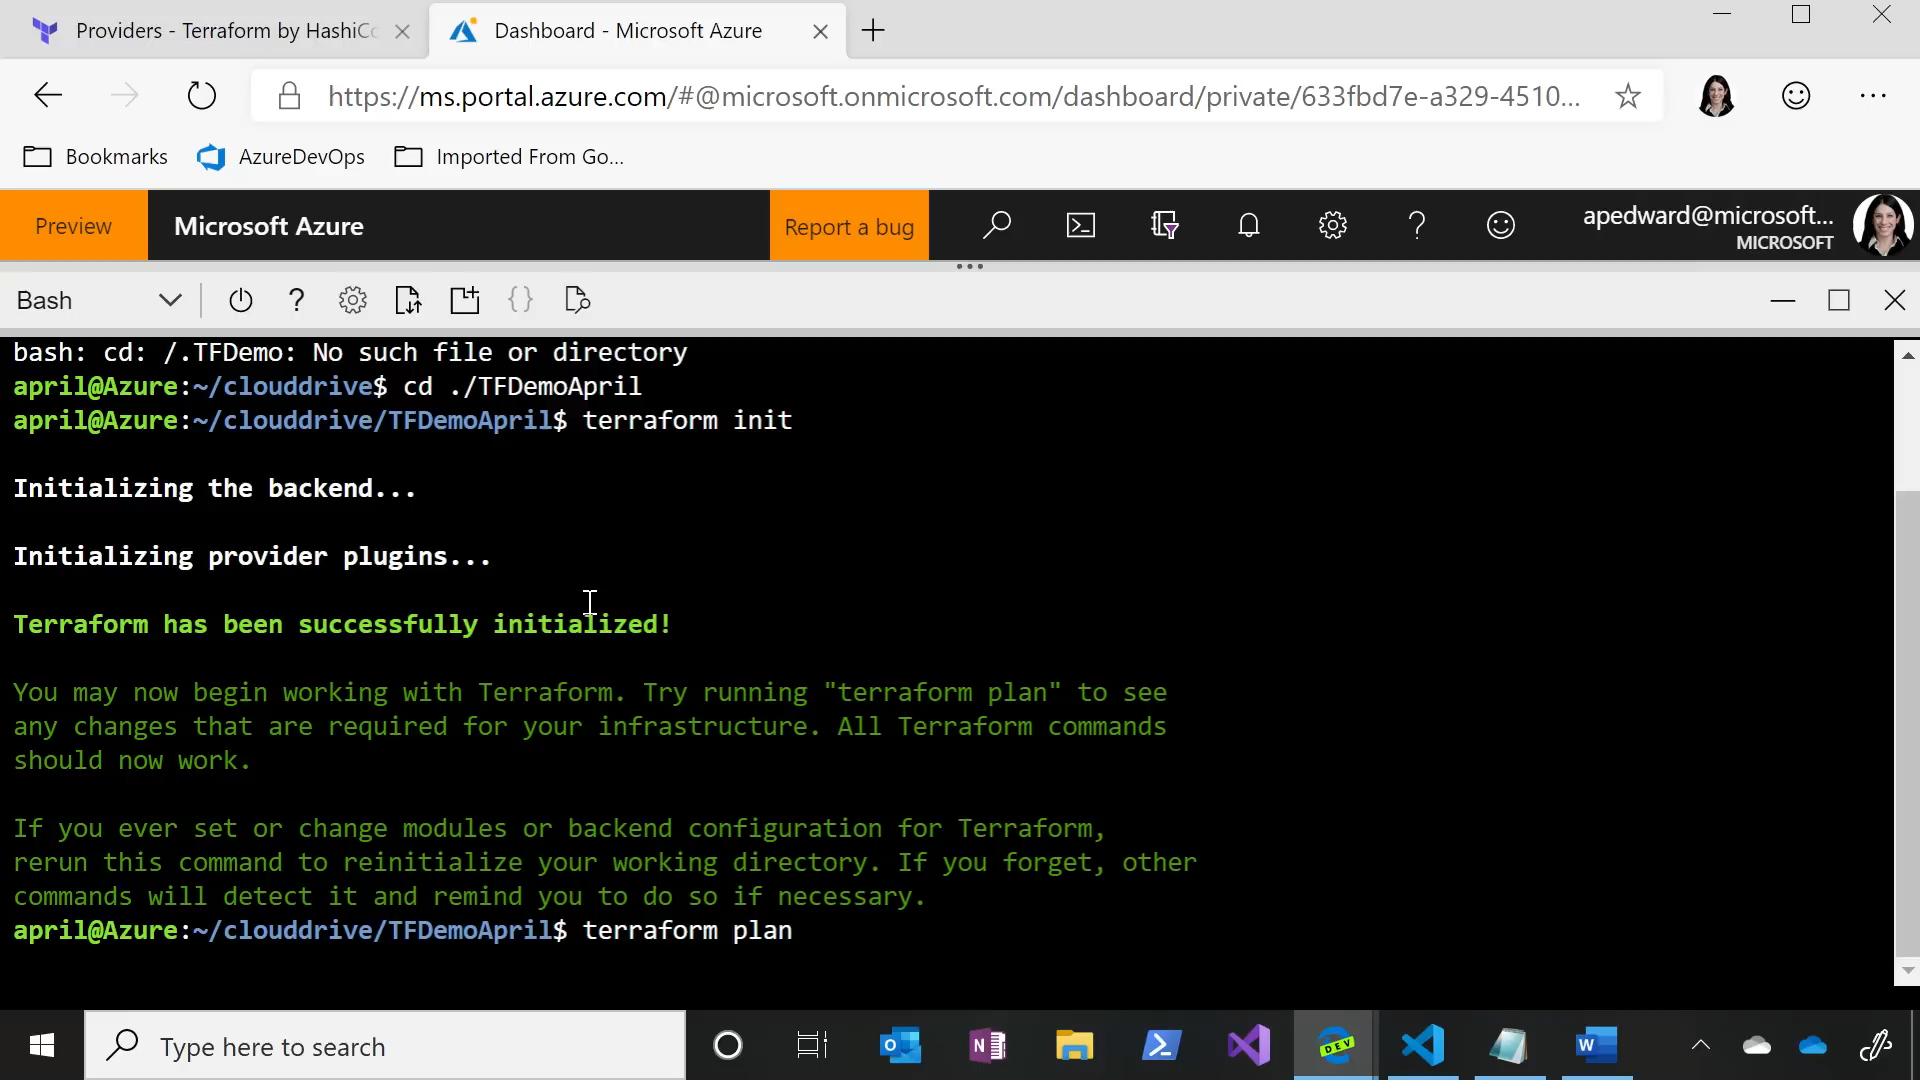 Providers - Terraform by HashiCo
Dashboard - Microsoft Azure
https://ms.portal.azure.com/#@microsoft.onmicrosoft.com/dashboard/private/633fbd7e-a329-4510...
Bookmarks
AzureDevOps
Imported From Go...
Preview
Microsoft Azure
Report a bug
apedward@microsoft...
MICROSOFT
Bash
bash: cd: /.TFDemo: No such file or directory
april@Azure:~/clouddrive$ cd ./TFDemoApril
april@Azure:~/clouddrive/TFDemoApril$ terraform init
Initializing the backend...
Initializing provider plugins...
Terraform has been successfully initialized!
You may now begin working with Terraform. Try running "terraform plan" to see
any changes that are required for your infrastructure. All Terraform commands
should now work.
If you ever set or change modules or backend configuration for Terraform,
rerun this command to reinitialize your working directory. If you forget, other
commands will detect it and remind you to do so if necessary.
april@Azure:~/clouddrive/TFDemoApril$ terraform plan
Type here to search
DEV